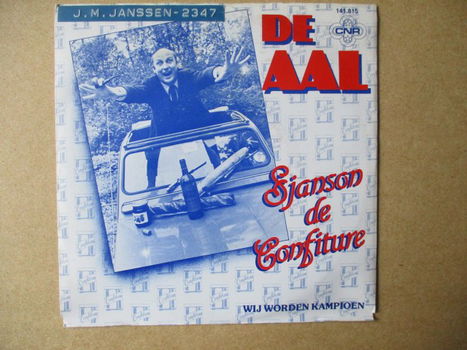 J.M. JANSSEN-2347
141.815
CNR
DE
AAL
Sjanson
de
Confiture
WIJ WORDEN KAMPIOEN